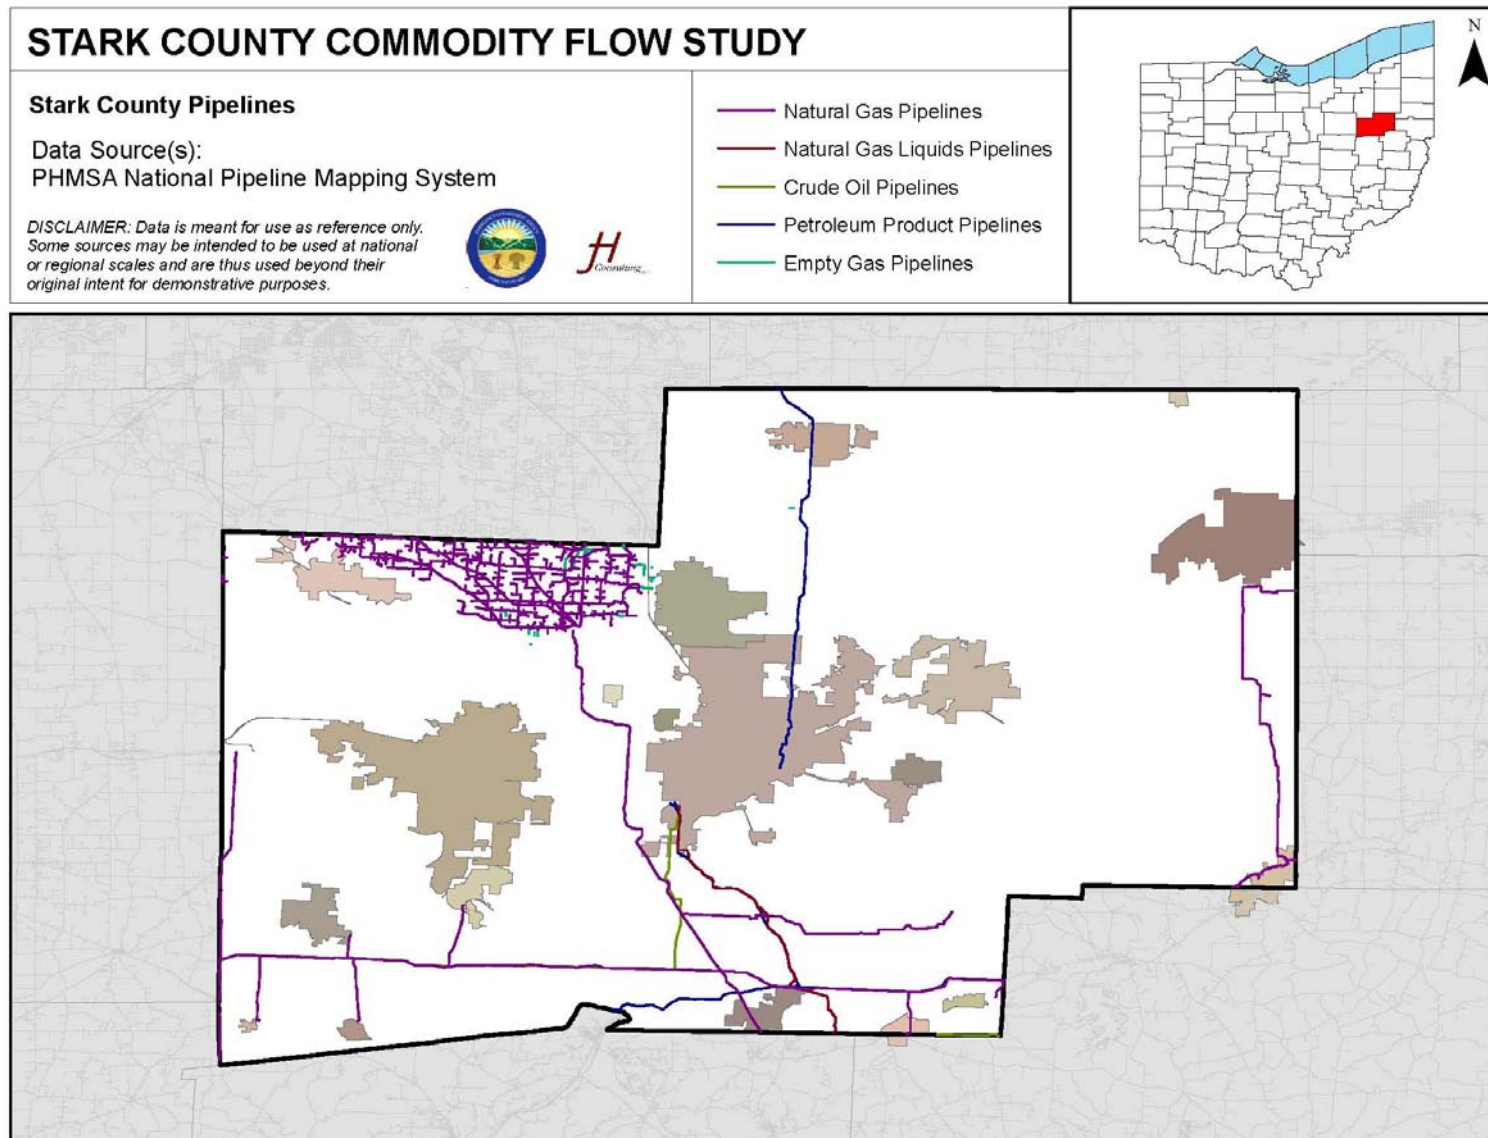 STARK COUNTY COMMODITY FLOW STUDY
Stark County Pipelines
Data Source(s):
PHMSA National Pipeline Mapping System
DISCLAIMER: Data is meant for use as reference only.
Some sources may be intended to be used at national
or regional scales and are thus used beyond their
original intent for demonstrative purposes.
JH
Consulting
Natural Gas Pipelines
Natural Gas Liquids Pipelines
Crude Oil Pipelines
Petroleum Product Pipelines
Empty Gas Pipelines
N